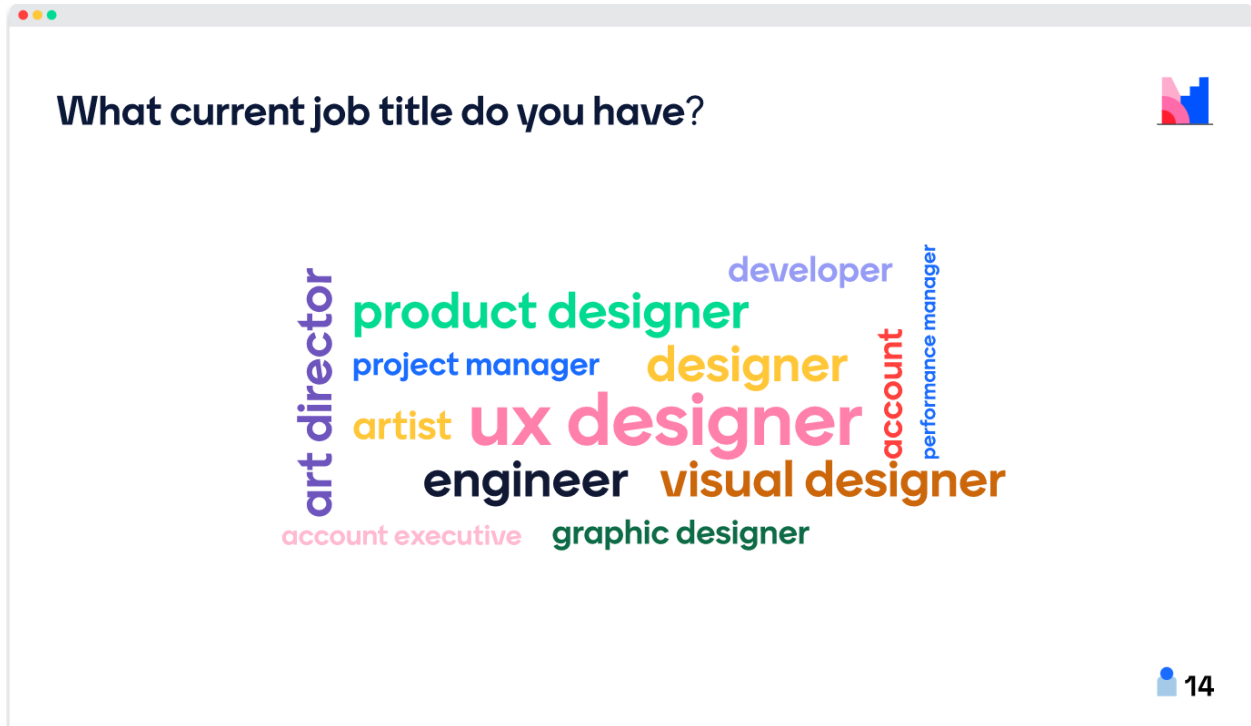 What current job title do you have?
developer
performance manager
art director
product designer
project manager
designer
account
artist
ux designer
engineer
visual designer
account executive
graphic designer
14